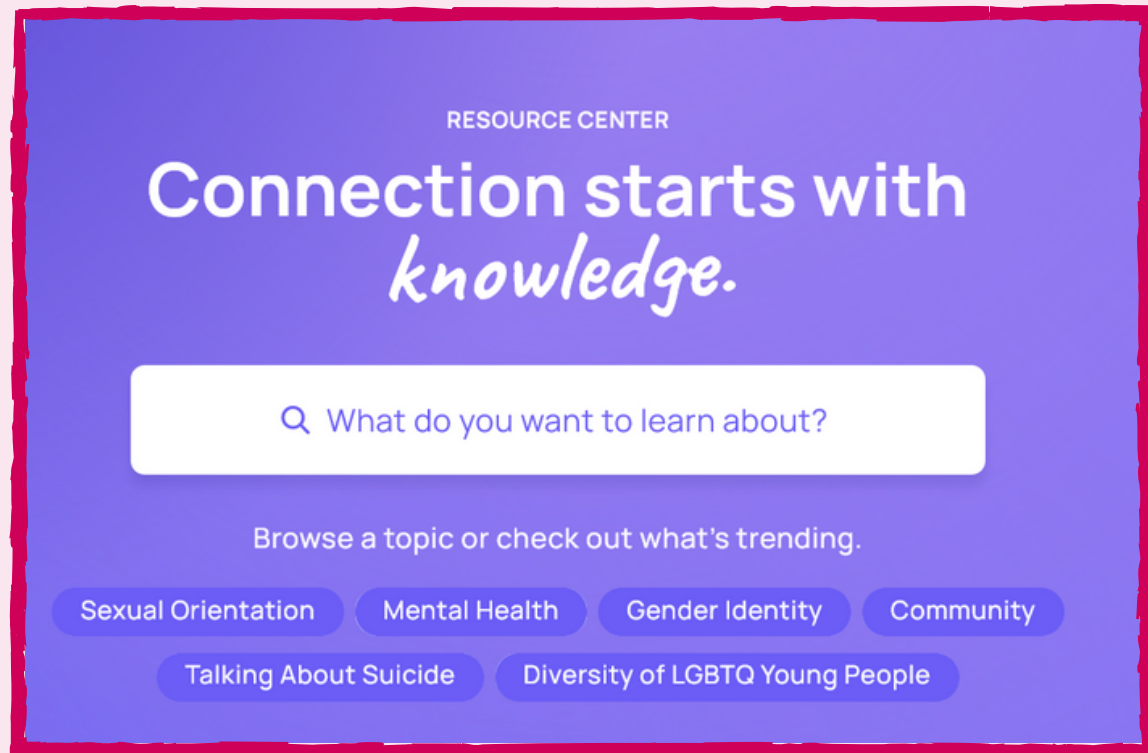 RESOURCE CENTER
Connection starts with
knowledge.
What do you want to learn about?
Browse a topic or check out what's trending.
Sexual Orientation Mental Health Gender Identity Community
Talking About Suicide Diversity of LGBTQ Young People